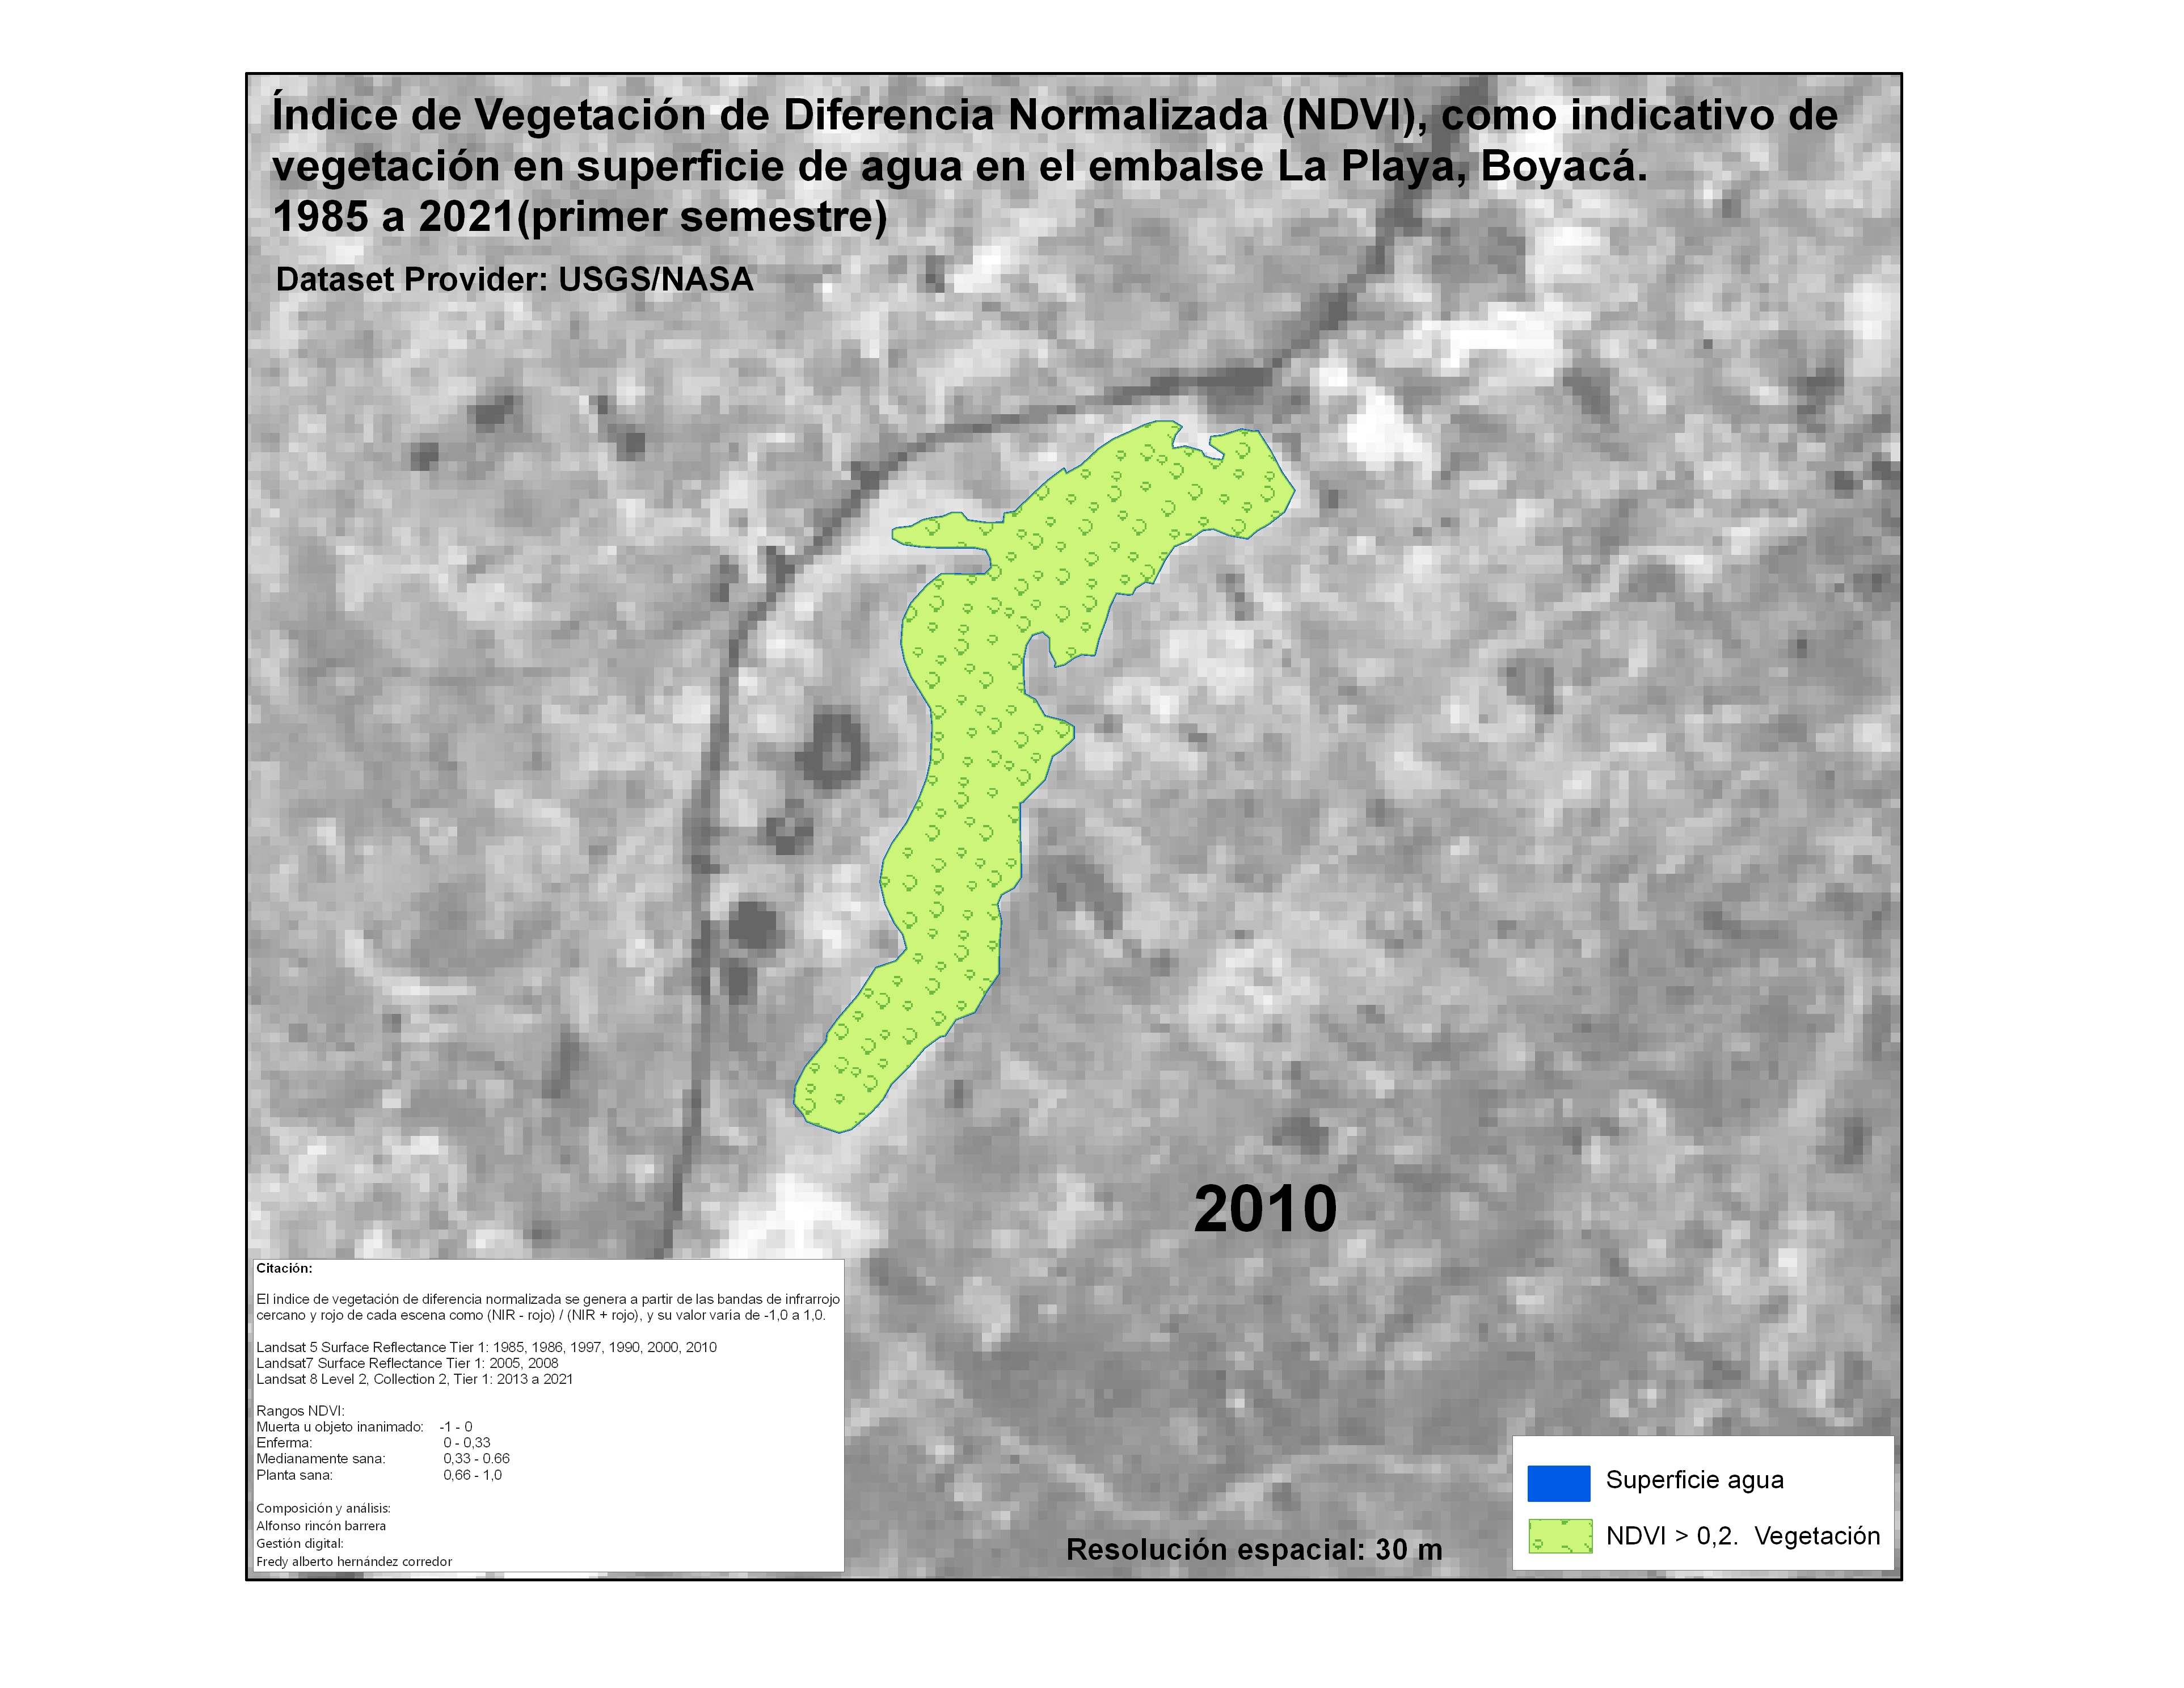 Índice de Vegetación de Diferencia Normalizada (NDVI), como indicativo de
vegetación en superficie de agua en el embalse La Playa, Boyacá.
1985 a 2021(primer semestre)
Dataset Provider: USGS/NASA
2010
Citación:
El indice de vegetación de diferencia normalizada se genera a partir de las bandas de infrarrojo
cercano y rojo de cada escena como (NIR - rojo) / (NIR + rojo), y su valor varia de -1,0 a 1,0.
Landsat 5 Surface Reflectance Tier 1: 1985, 1986, 1997, 1990, 2000, 2010
Landsat7 Surface Reflectance Tier 1: 2005, 2008
Landsat 8 Level 2, Collection 2, Tier 1: 2013 a 2021
Rangos NDVI:
Muerta u objeto inanimado: -1 - 0
Enferma: 0 - 0,33
Medianamente sana: 0,33 - 0.66
Planta sana: 0,66 - 1,0
Composición y análisis:
Alfonso rincón barrera
Gestión digital:
Fredy alberto hernández corredor
Resolución espacial: 30 m
Superficie agua
NDVI > 0,2. Vegetación